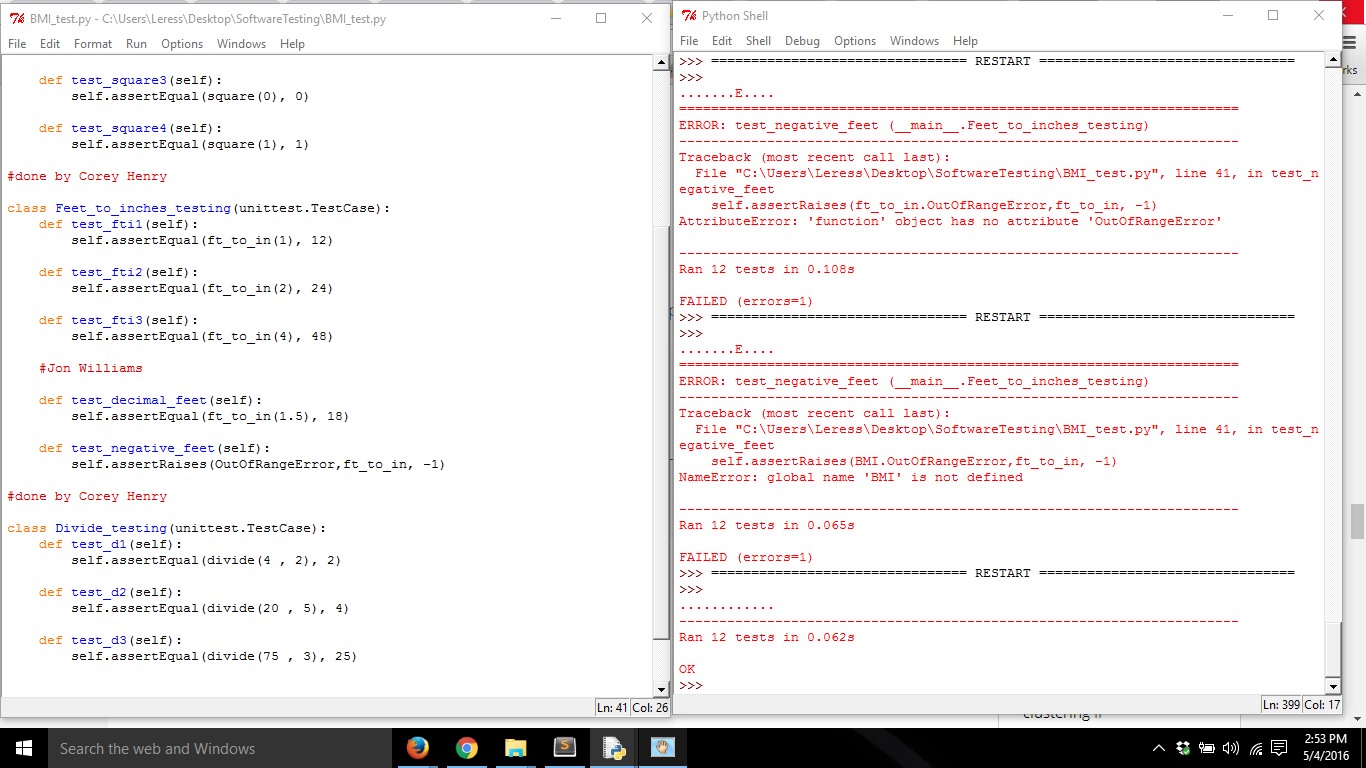 BMI_test.py - C:\Users\Leress\Desktop\SoftwareTesting\BMI_test.py
File Edit Format Run Options Windows Help
    def test_square3(self):
        self.assertEqual(square(0), 0)
    def test_square4(self):
        self.assertEqual(square(1), 1)
#done by Corey Henry
class Feet_to_inches_testing(unittest.TestCase):
    def test_fti1(self):
        self.assertEqual(ft_to_in(1), 12)
    def test_fti2(self):
        self.assertEqual(ft_to_in(2), 24)
    def test_fti3(self):
        self.assertEqual(ft_to_in(4), 48)
    #Jon Williams
    def test_decimal_feet(self):
        self.assertEqual(ft_to_in(1.5), 18)
    def test_negative_feet(self):
        self.assertRaises(OutOfRangeError,ft_to_in, -1)
#done by Corey Henry
class Divide_testing(unittest.TestCase):
    def test_d1(self):
        self.assertEqual(divide(4 , 2), 2)
    def test_d2(self):
        self.assertEqual(divide(20 , 5), 4)
    def test_d3(self):
        self.assertEqual(divide(75 , 3), 25)
Ln: 41 Col: 26
Python Shell
File Edit Shell Debug Options Windows Help
>>> ================================ RESTART ================================
>>>
.......E....
======================================================================
ERROR: test_negative_feet (__main__.Feet_to_inches_testing)
----------------------------------------------------------------------
Traceback (most recent call last):
  File "C:\Users\Leress\Desktop\SoftwareTesting\BMI_test.py", line 41, in test_n
egative_feet
    self.assertRaises(ft_to_in.OutOfRangeError,ft_to_in, -1)
AttributeError: 'function' object has no attribute 'OutOfRangeError'
----------------------------------------------------------------------
Ran 12 tests in 0.108s
FAILED (errors=1)
>>> ================================ RESTART ================================
>>>
.......E....
======================================================================
ERROR: test_negative_feet (__main__.Feet_to_inches_testing)
----------------------------------------------------------------------
Traceback (most recent call last):
  File "C:\Users\Leress\Desktop\SoftwareTesting\BMI_test.py", line 41, in test_n
egative_feet
    self.assertRaises(BMI.OutOfRangeError,ft_to_in, -1)
NameError: global name 'BMI' is not defined
----------------------------------------------------------------------
Ran 12 tests in 0.065s
FAILED (errors=1)
>>> ================================ RESTART ================================
>>>
............
----------------------------------------------------------------------
Ran 12 tests in 0.062s
OK
>>>
Ln: 399 Col: 17
rks
Search the web and Windows
2:53 PM
5/4/2016